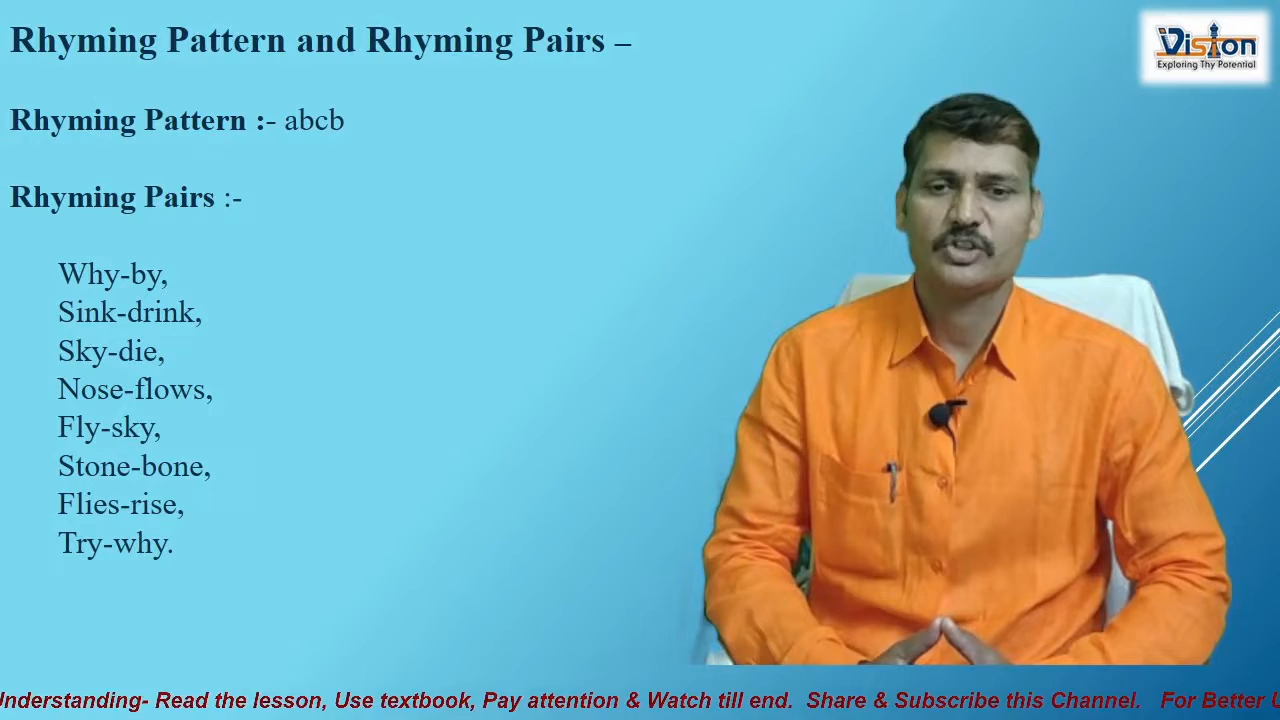 Rhyming Pattern and Rhyming Pairs –
Vision
Exploring Thy Potential
Rhyming Pattern :- abcb
Rhyming Pairs :-
Why-by,
Sink-drink,
Sky-die,
Nose-flows,
Fly-sky,
Stone-bone,
Flies-rise,
Try-why.
Understanding- Read the lesson, Use textbook, Pay attention & Watch till end. Share & Subscribe this Channel. For Better U